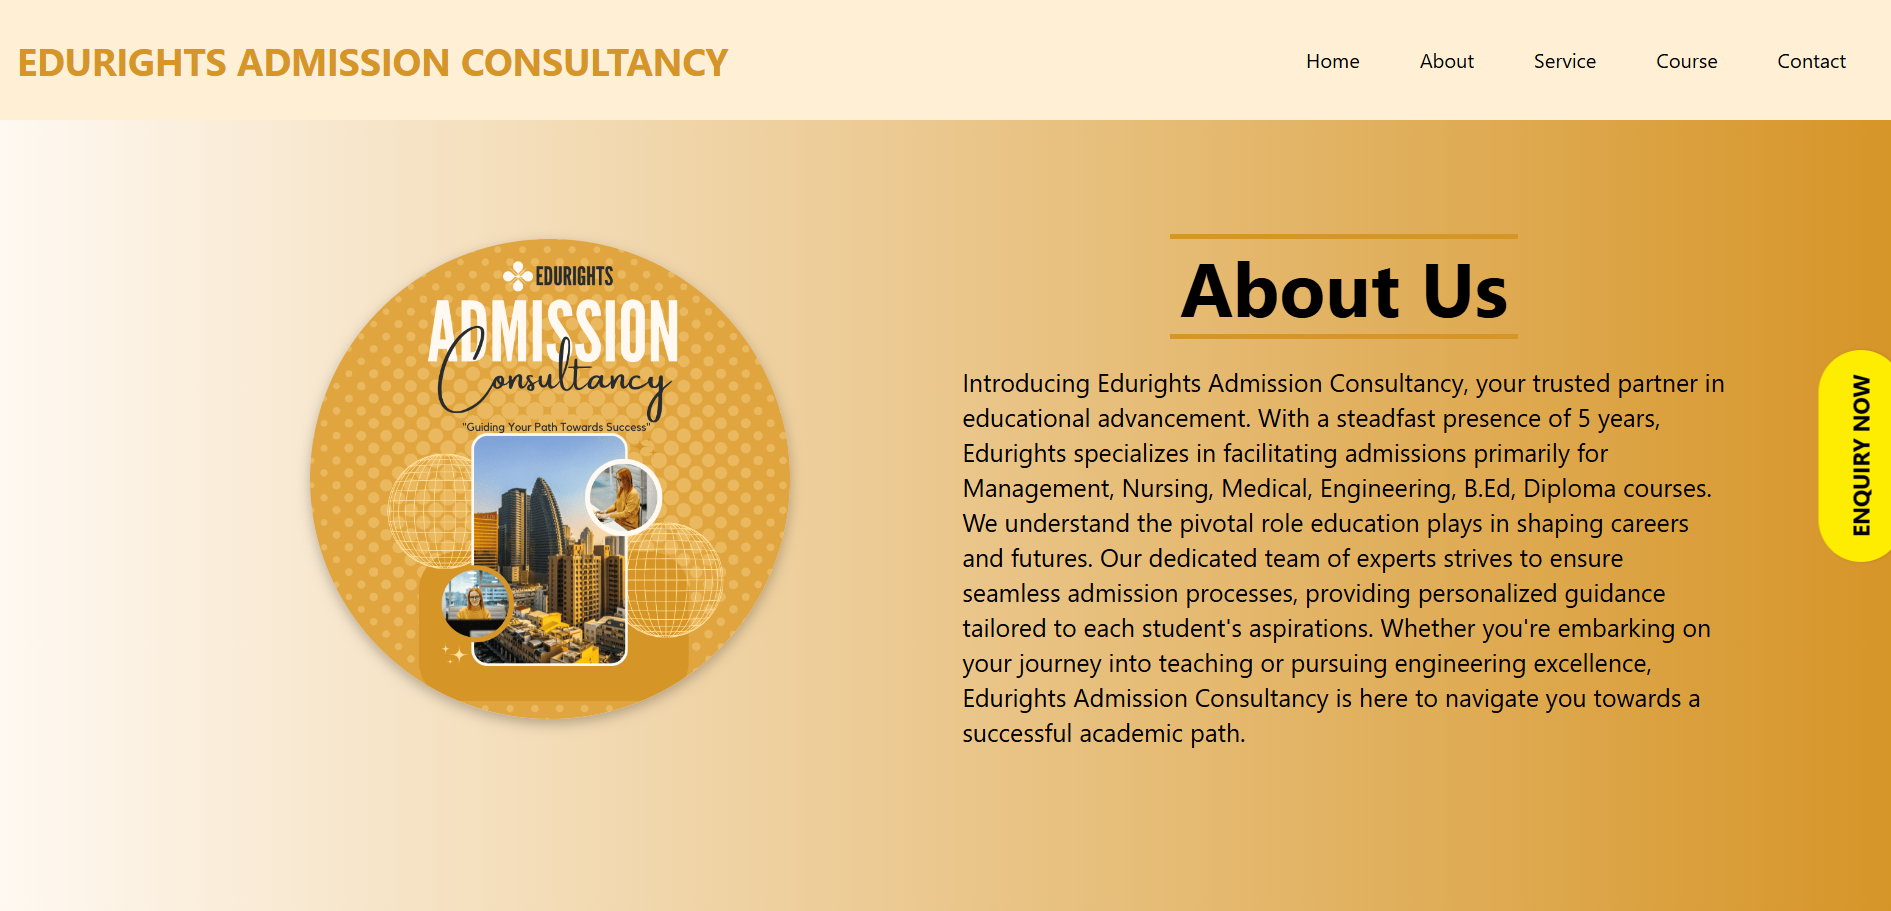 EDURIGHTS ADMISSION CONSULTANCY
Home
About
Service
Course
Contact
EDURIGHTS
ADMISSION
Consultancy
"Guiding Your Path Towards Success"
About Us
Introducing Edurights Admission Consultancy, your trusted partner in
educational advancement. With a steadfast presence of 5 years,
Edurights specializes in facilitating admissions primarily for
Management, Nursing, Medical, Engineering, B.Ed, Diploma courses.
We understand the pivotal role education plays in shaping careers
and futures. Our dedicated team of experts strives to ensure
seamless admission processes, providing personalized guidance
tailored to each student's aspirations. Whether you're embarking on
your journey into teaching or pursuing engineering excellence,
Edurights Admission Consultancy is here to navigate you towards a
successful academic path.
ENQUIRY NOW